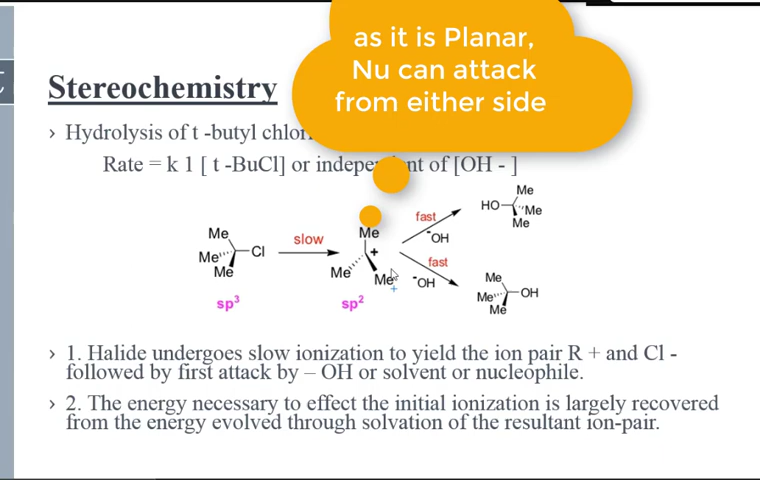 as it is Planar,
Nu can attack
from either side
Stereochemistry
› Hydrolysis of t -butyl
Rate = k 1 [ t -BuCl] or of [OH - ]
Me
Me Cl
Me
sp3
slow
Me
+
Me Me
sp2
fast
-OH
fast
-OH
Me
HO Me
Me
Me
Me OH
Me
› 1. Halide undergoes slow ionization to yield the ion pair R + and Cl -
followed by first attack by – OH or solvent or nucleophile.
› 2. The energy necessary to effect the initial ionization is largely recovered
from the energy evolved through solvation of the resultant ion-pair.